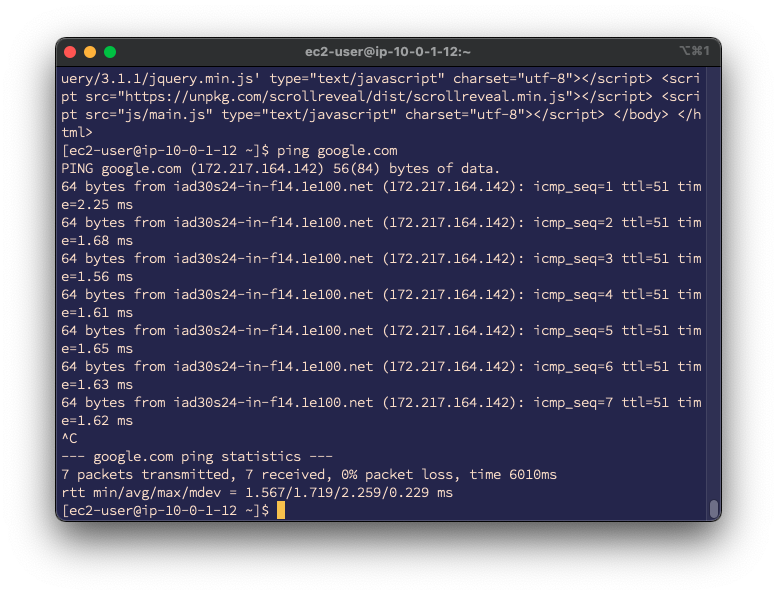 ec2-user@ip-10-0-1-12:~
⌥⌘1
uery/3.1.1/jquery.min.js' type="text/javascript" charset="utf-8"></script> <scri
pt src="https://unpkg.com/scrollreveal/dist/scrollreveal.min.js"></script> <scri
pt src="js/main.js" type="text/javascript" charset="utf-8"></script> </body> </h
tml>
[ec2-user@ip-10-0-1-12 ~]$ ping google.com
PING google.com (172.217.164.142) 56(84) bytes of data.
64 bytes from iad30s24-in-f14.1e100.net (172.217.164.142): icmp_seq=1 ttl=51 tim
e=2.25 ms
64 bytes from iad30s24-in-f14.1e100.net (172.217.164.142): icmp_seq=2 ttl=51 tim
e=1.68 ms
64 bytes from iad30s24-in-f14.1e100.net (172.217.164.142): icmp_seq=3 ttl=51 tim
e=1.56 ms
64 bytes from iad30s24-in-f14.1e100.net (172.217.164.142): icmp_seq=4 ttl=51 tim
e=1.61 ms
64 bytes from iad30s24-in-f14.1e100.net (172.217.164.142): icmp_seq=5 ttl=51 tim
e=1.65 ms
64 bytes from iad30s24-in-f14.1e100.net (172.217.164.142): icmp_seq=6 ttl=51 tim
e=1.63 ms
64 bytes from iad30s24-in-f14.1e100.net (172.217.164.142): icmp_seq=7 ttl=51 tim
e=1.62 ms
^C
--- google.com ping statistics ---
7 packets transmitted, 7 received, 0% packet loss, time 6010ms
rtt min/avg/max/mdev = 1.567/1.719/2.259/0.229 ms
[ec2-user@ip-10-0-1-12 ~]$